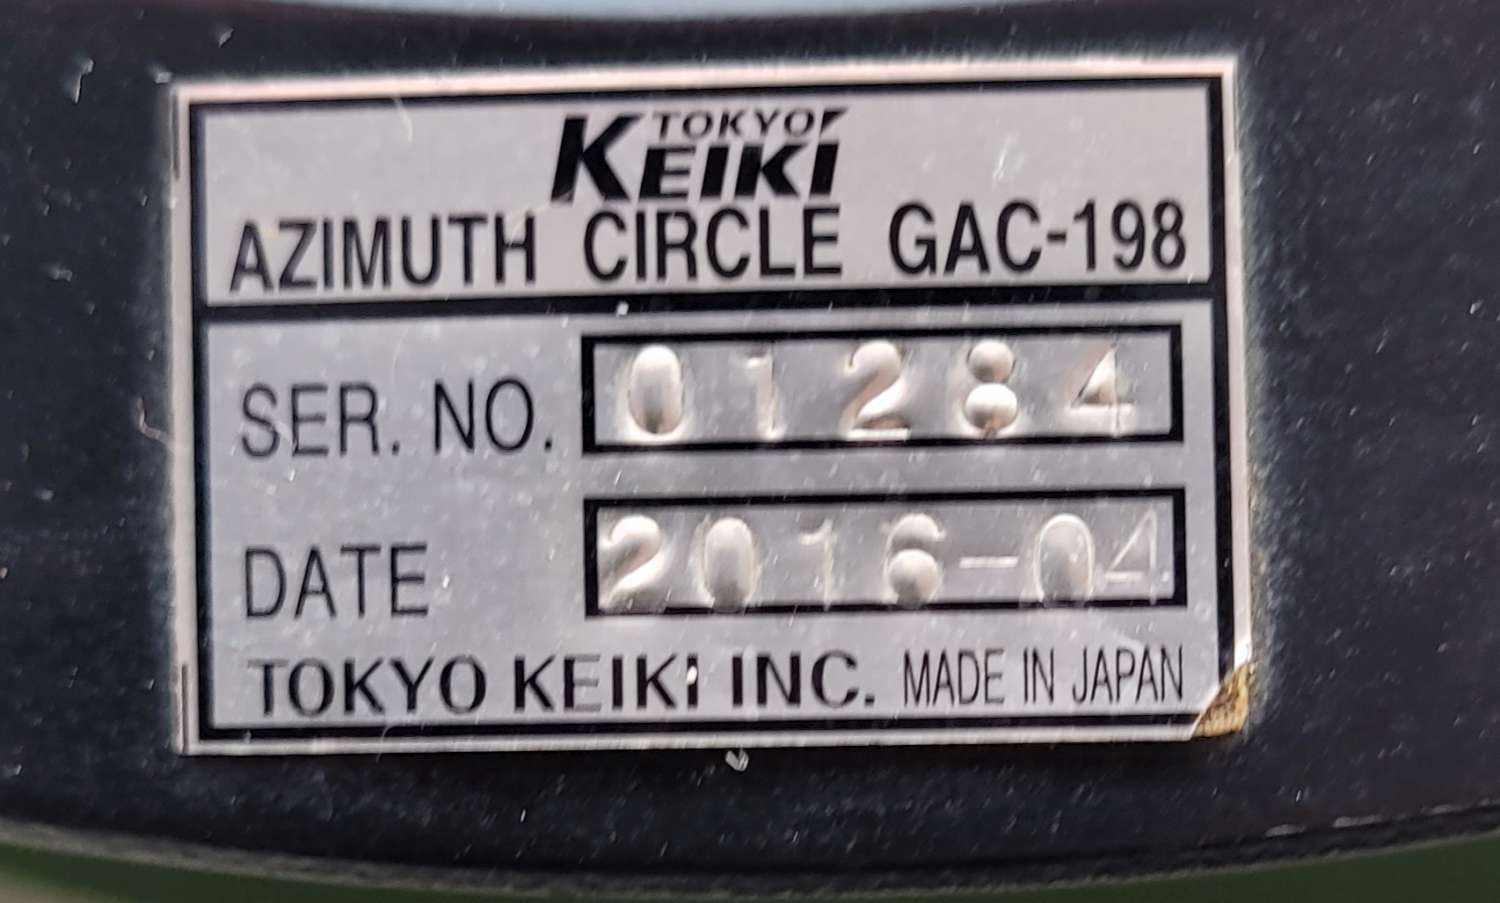 TOKYO
KEIKI
AZIMUTH CIRCLE GAC-198
SER. NO. 01284
DATE 2016-04
TOKYO KEIKI INC. MADE IN JAPAN